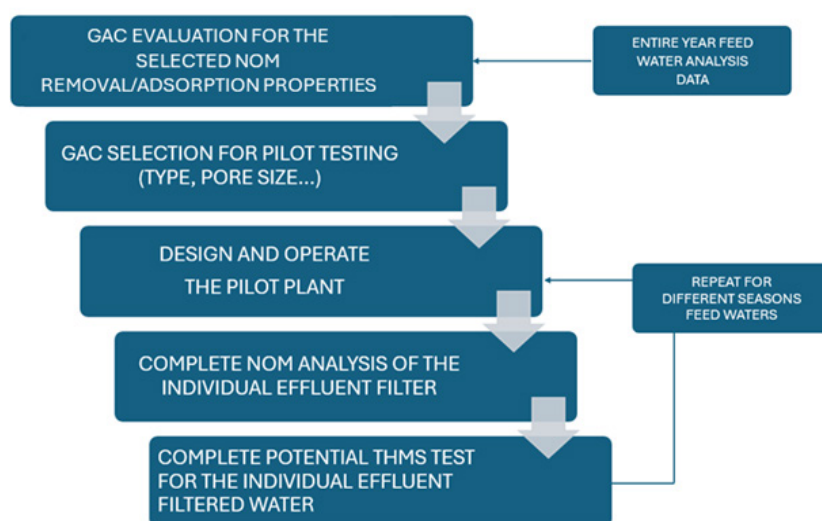 GAC EVALUATION FOR THE
SELECTED NOM
REMOVAL/ADSORPTION PROPERTIES
ENTIRE YEAR FEED
WATER ANALYSIS
DATA
GAC SELECTION FOR PILOT TESTING
(TYPE, PORE SIZE...)
DESIGN AND OPERATE
THE PILOT PLANT
REPEAT FOR
DIFFERENT SEASONS
FEED WATERS
COMPLETE NOM ANALYSIS OF THE
INDIVIDUAL EFFLUENT FILTER
COMPLETE POTENTIAL THMS TEST
FOR THE INDIVIDUAL EFFLUENT
FILTERED WATER